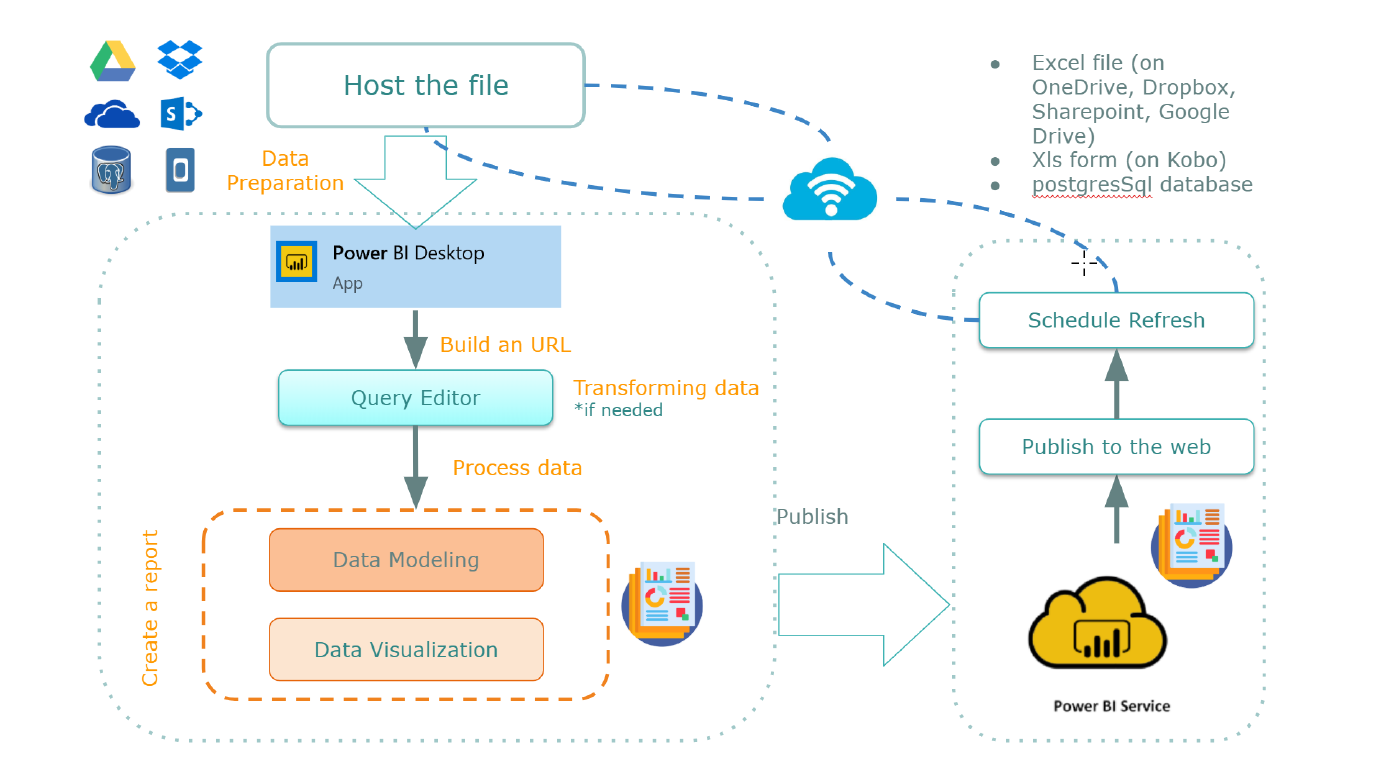 Host the file
Excel file (on
OneDrive, Dropbox,
Sharepoint, Google
Drive)
Xls form (on Kobo)
postgresSql database
Data
Preparation
Power BI Desktop
App
Build an URL
Query Editor
Transforming data
*if needed
Process data
Create a report
Data Modeling
Data Visualization
Publish
Schedule Refresh
Publish to the web
Power BI Service